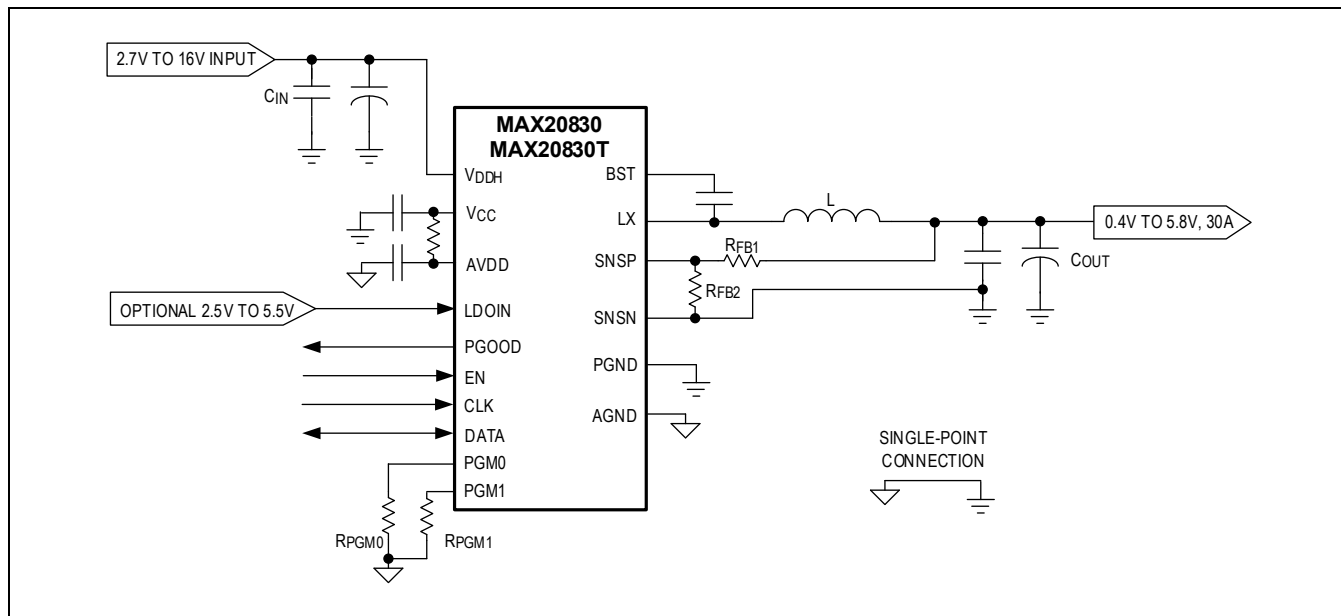 2.7V TO 16V INPUT
CIN
MAX20830
MAX20830T
VDDH
BST
VCC
LX
L
0.4V TO 5.8V, 30A
AVDD
SNSP
RFB1
RFB2
COUT
OPTIONAL 2.5V TO 5.5V
LDOIN
SNSN
PGOOD
PGND
EN
CLK
AGND
DATA
SINGLE-POINT
CONNECTION
PGM0
PGM1
RPGM0
RPGM1